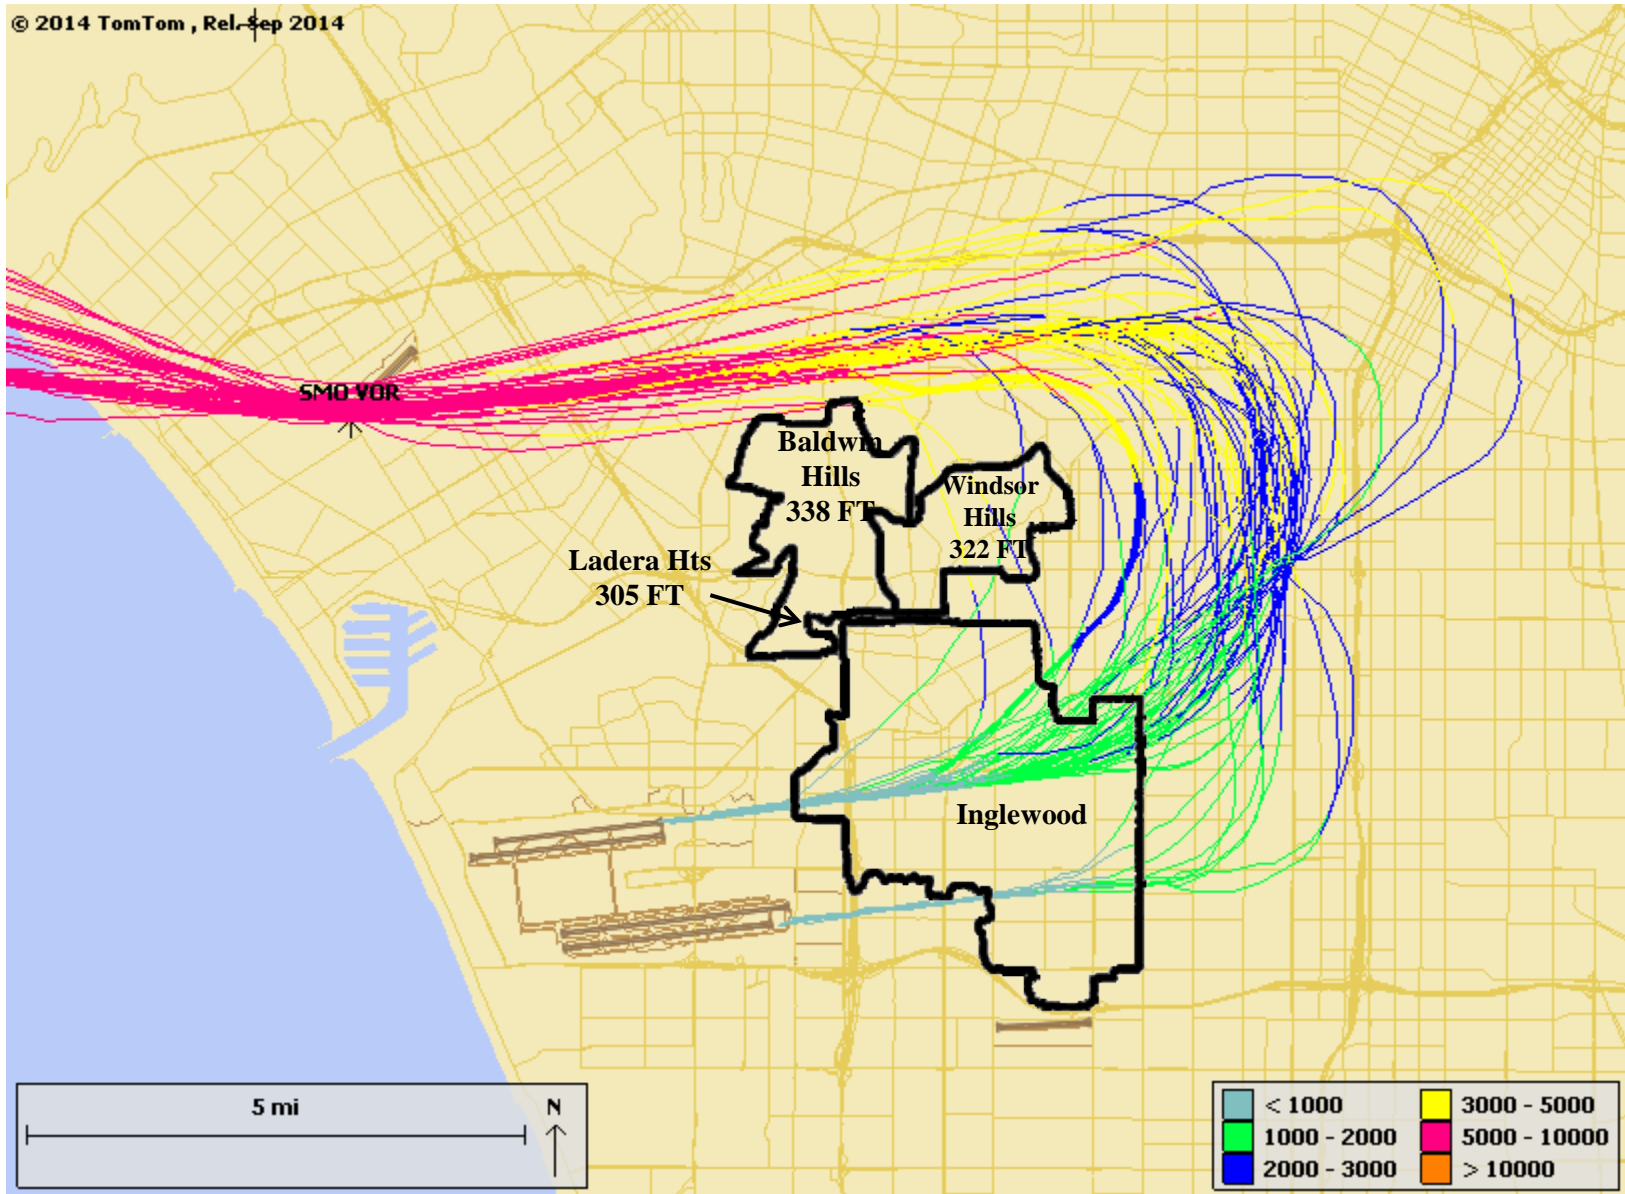 © 2014 TomTom , Rel. Sep 2014
SMO VOR
Baldwin
Hills
338 FT
Windsor
Hills
322 FT
Ladera Hts
305 FT
Inglewood
5 mi
N
< 1000
1000 - 2000
2000 - 3000
3000 - 5000
5000 - 10000
> 10000